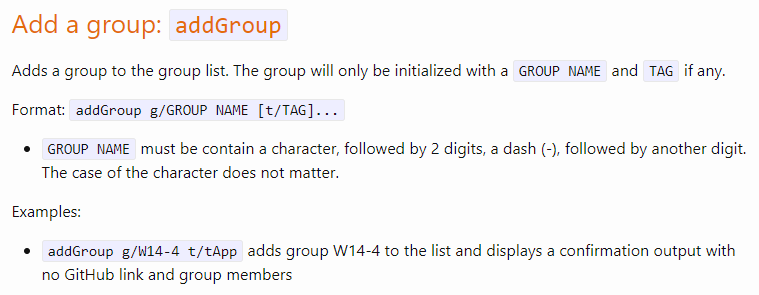 Add a group: addGroup
Adds a group to the group list. The group will only be initialized with a GROUP NAME and TAG if any.
Format: addGroup g/GROUP NAME [t/TAG]...
• GROUP NAME must be contain a character, followed by 2 digits, a dash (-), followed by another digit.
The case of the character does not matter.
Examples:
• addGroup g/W14-4 t/tApp adds group W14-4 to the list and displays a confirmation output with
no GitHub link and group members